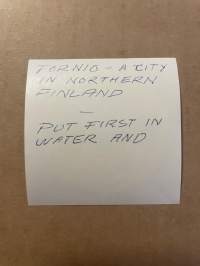 TORNIO - A CITY
IN NORTHERN
FINLAND
—
PUT FIRST IN
WATER AND